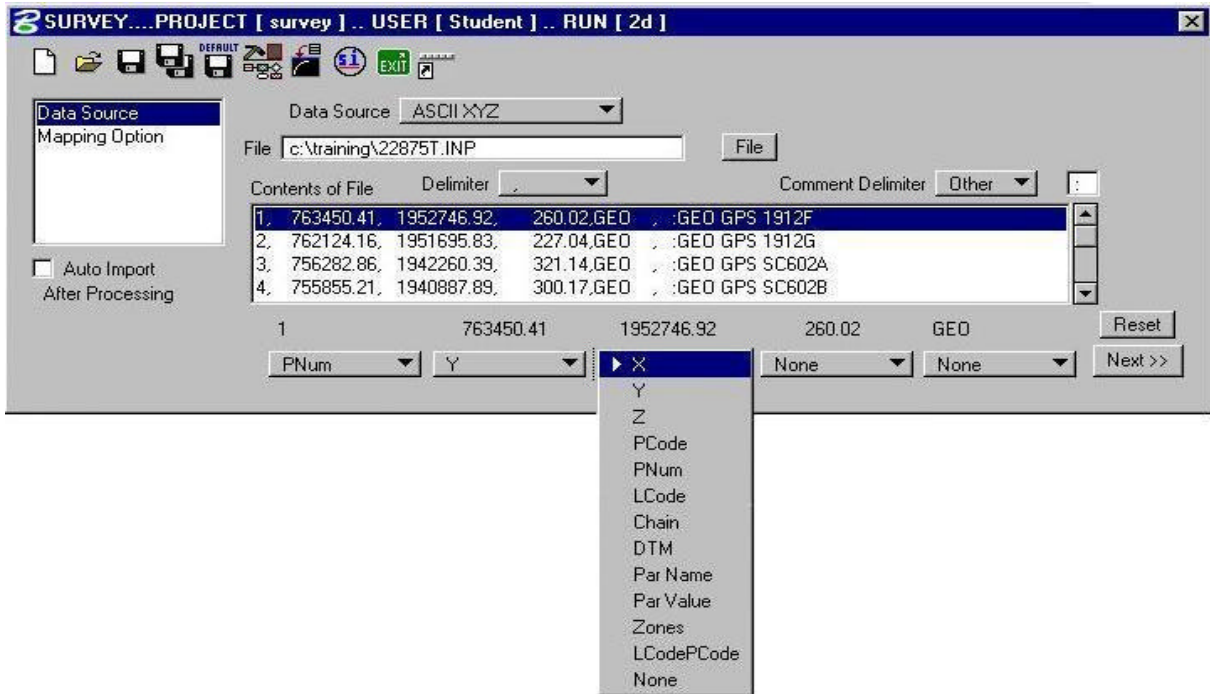 SURVEY....PROJECT [ survey ] .. USER [ Student ] .. RUN [ 2d ]
DEFAULT
si
EXIT
Data Source
Mapping Option
Data Source ASCII XYZ
File c:\training\22875T.INP File
Contents of File Delimiter , Comment Delimiter Other :
1, 763450.41, 1952746.92, 260.02,GEO , :GEO GPS 1912F
2, 762124.16, 1951695.83, 227.04,GEO , :GEO GPS 1912G
3, 756282.86, 1942260.39, 321.14,GEO , :GEO GPS SC602A
4, 755855.21, 1940887.89, 300.17,GEO , :GEO GPS SC602B
Auto Import
After Processing
1 763450.41 1952746.92 260.02 GEO Reset
PNum Y X None None Next >>
Y
Z
PCode
PNum
LCode
Chain
DTM
Par Name
Par Value
Zones
LCodePCode
None